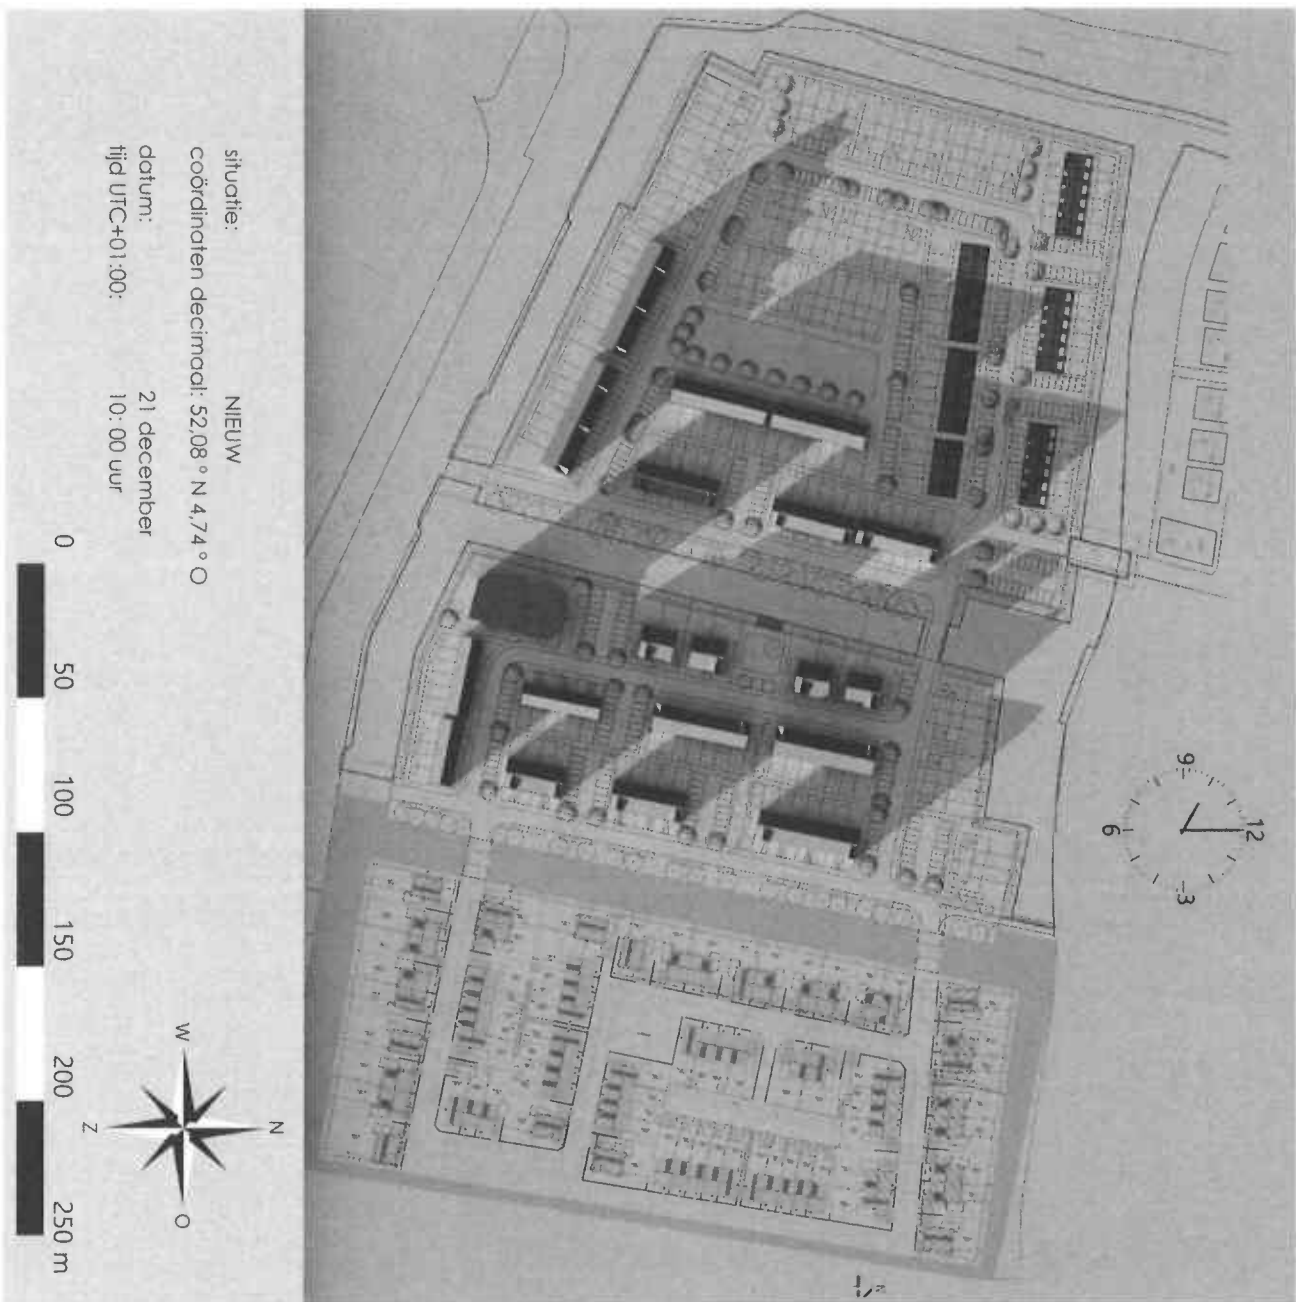 situatie: NIEUW
coördinaten decimaal: 52,08 ° N 4,74 ° O
datum: 21 december
tijd UTC+01:00: 10: 00 uur
0 50 100 150 200 250 m
N
W
O
Z
12
9
3
6